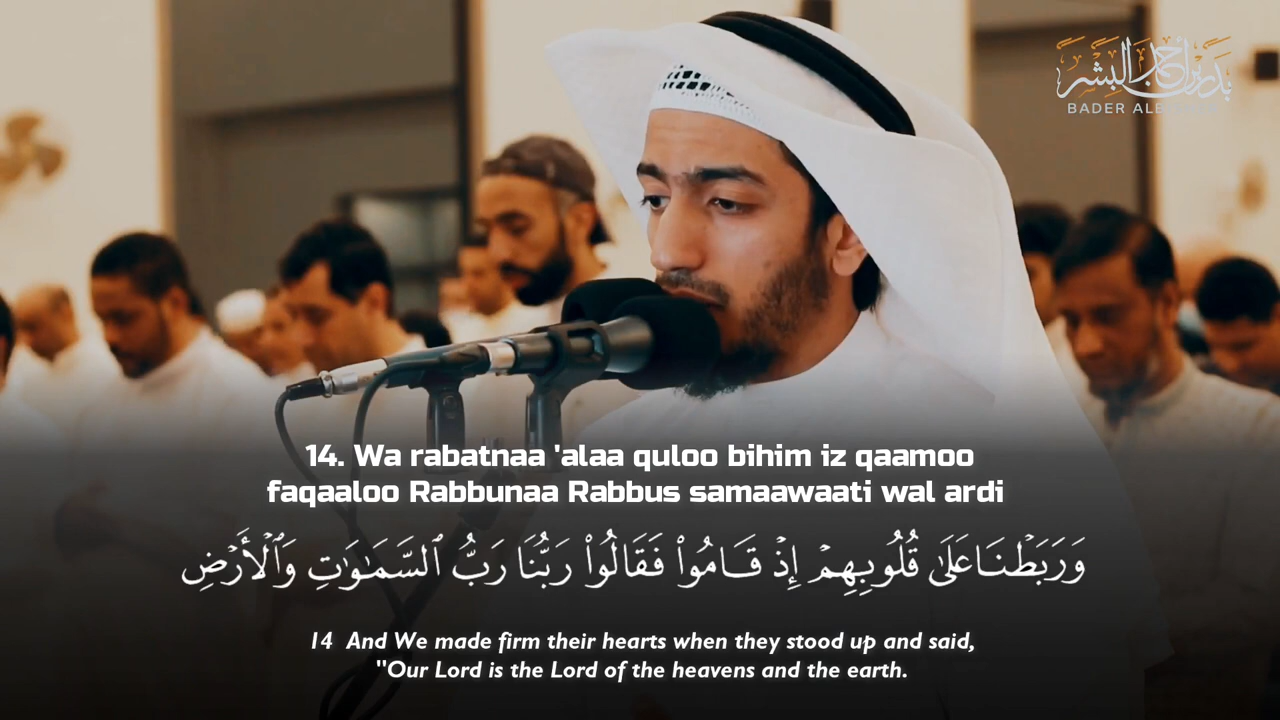 بدر بن أحمد البشر
BADER
14. Wa rabatnaa 'alaa quloo bihim iz qaamoo
faqaaloo Rabbunaa Rabbus samaawaati wal ardi
وَرَبَطْنَا عَلَىٰ قُلُوبِهِمْ إِذْ قَامُوا۟ فَقَالُوا۟ رَبُّنَا رَبُّ ٱلسَّمَـٰوَٰتِ وَٱلْأَرْضِ
14 And We made firm their hearts when they stood up and said,
"Our Lord is the Lord of the heavens and the earth.